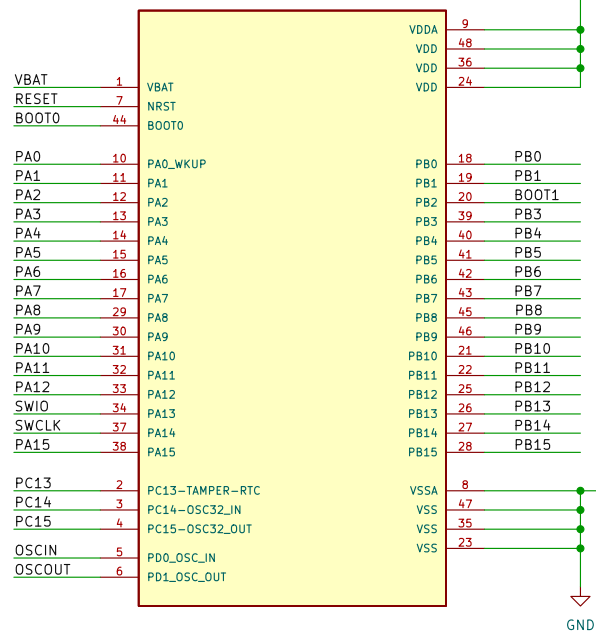 VDDA 9
VDD 48
VDD 36
VBAT 1 VBAT VDD 24
RESET 7 NRST
BOOT0 44 BOOT0
PA0 10 PA0_WKUP PB0 18 PB0
PA1 11 PA1 PB1 19 PB1
PA2 12 PA2 PB2 20 BOOT1
PA3 13 PA3 PB3 39 PB3
PA4 14 PA4 PB4 40 PB4
PA5 15 PA5 PB5 41 PB5
PA6 16 PA6 PB6 42 PB6
PA7 17 PA7 PB7 43 PB7
PA8 29 PA8 PB8 45 PB8
PA9 30 PA9 PB9 46 PB9
PA10 31 PA10 PB10 21 PB10
PA11 32 PA11 PB11 22 PB11
PA12 33 PA12 PB12 25 PB12
SWIO 34 PA13 PB13 26 PB13
SWCLK 37 PA14 PB14 27 PB14
PA15 38 PA15 PB15 28 PB15
PC13 2 PC13-TAMPER-RTC VSSA 8
PC14 3 PC14-OSC32_IN VSS 47
PC15 4 PC15-OSC32_OUT VSS 35
VSS 23
OSCIN 5 PD0_OSC_IN
OSCOUT 6 PD1_OSC_OUT
GND